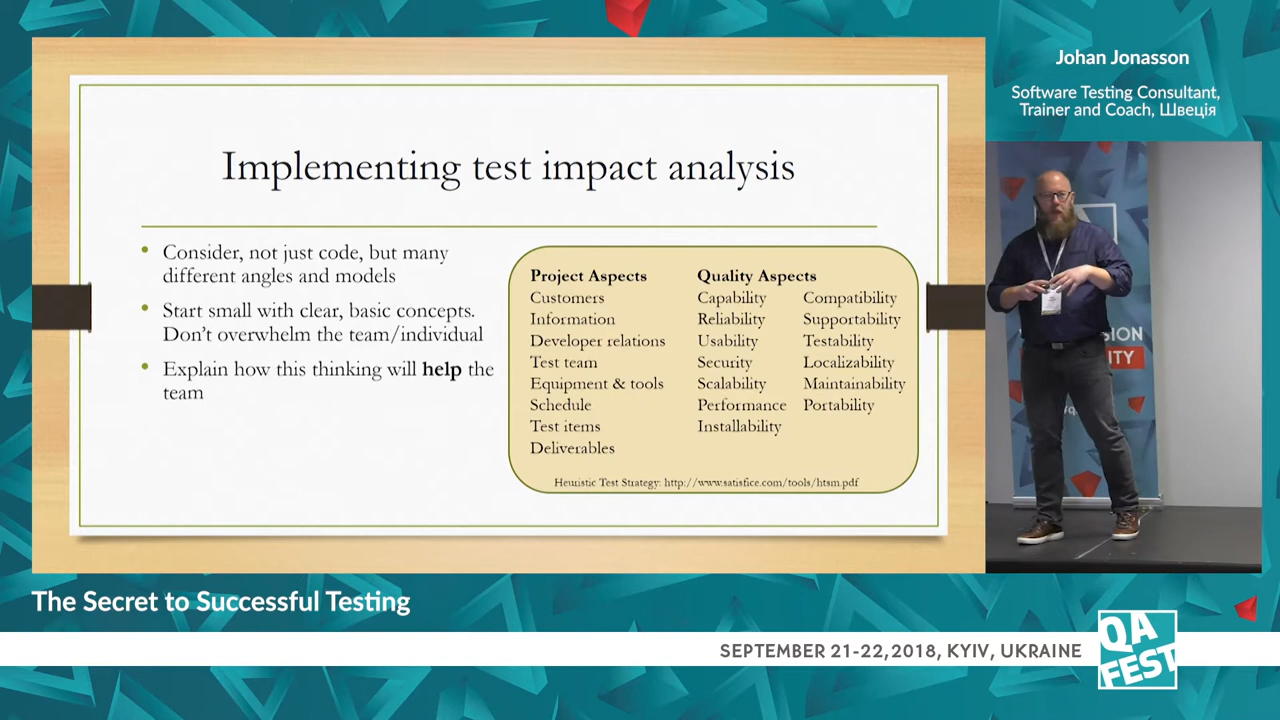 Johan Jonasson
Software Testing Consultant,
Trainer and Coach, Швеція
Implementing test impact analysis
• Consider, not just code, but many
different angles and models
• Start small with clear, basic concepts.
Don't overwhelm the team/individual
• Explain how this thinking will help the
team
Project Aspects
Customers
Information
Developer relations
Test team
Equipment & tools
Schedule
Test items
Deliverables
Quality Aspects
Capability
Reliability
Usability
Security
Scalability
Performance
Installability
Compatibility
Supportability
Testability
Localizability
Maintainability
Portability
Heuristic Test Strategy: http://www.satisfice.com/tools/htsm.pdf
The Secret to Successful Testing
SEPTEMBER 21-22,2018, KYIV, UKRAINE
QA
FEST